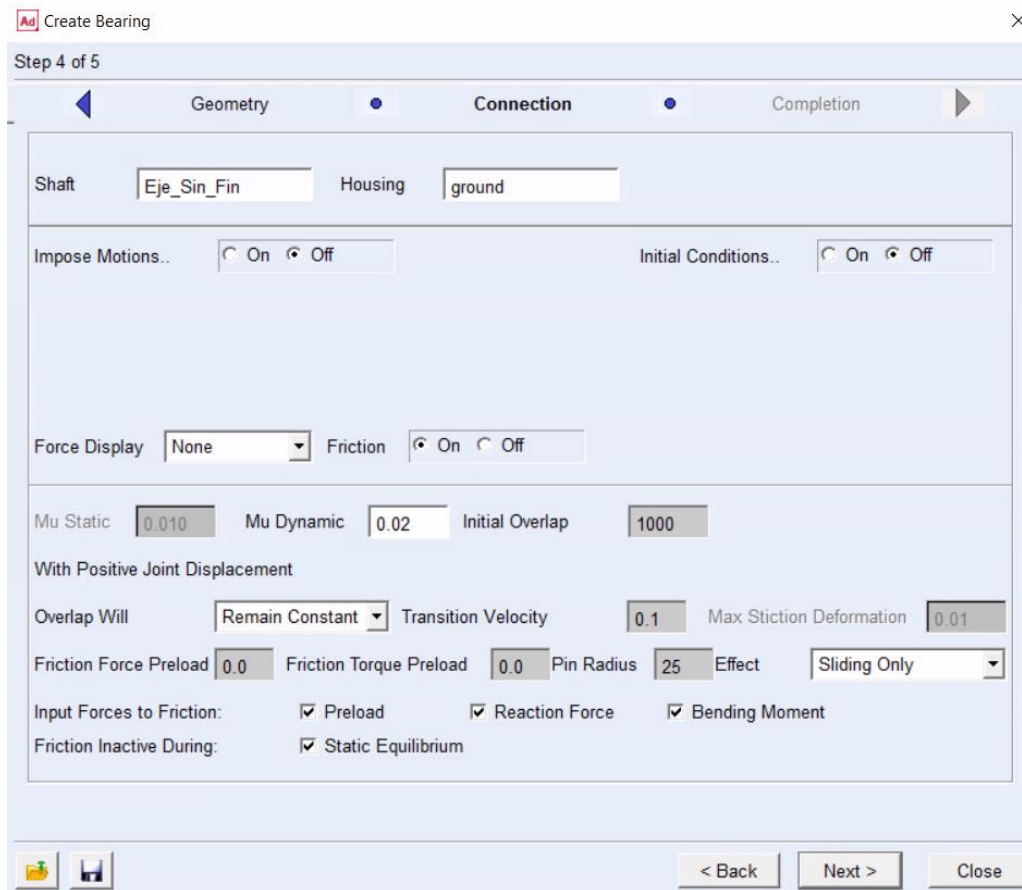 Ad Create Bearing
Step 4 of 5
Geometry Connection Completion
Shaft Eje_Sin_Fin Housing ground
Impose Motions.. On Off Initial Conditions.. On Off
Force Display None Friction On Off
Mu Static 0.010 Mu Dynamic 0.02 Initial Overlap 1000
With Positive Joint Displacement
Overlap Will Remain Constant Transition Velocity 0.1 Max Stiction Deformation 0.01
Friction Force Preload 0.0 Friction Torque Preload 0.0 Pin Radius 25 Effect Sliding Only
Input Forces to Friction: Preload Reaction Force Bending Moment
Friction Inactive During: Static Equilibrium
< Back Next > Close